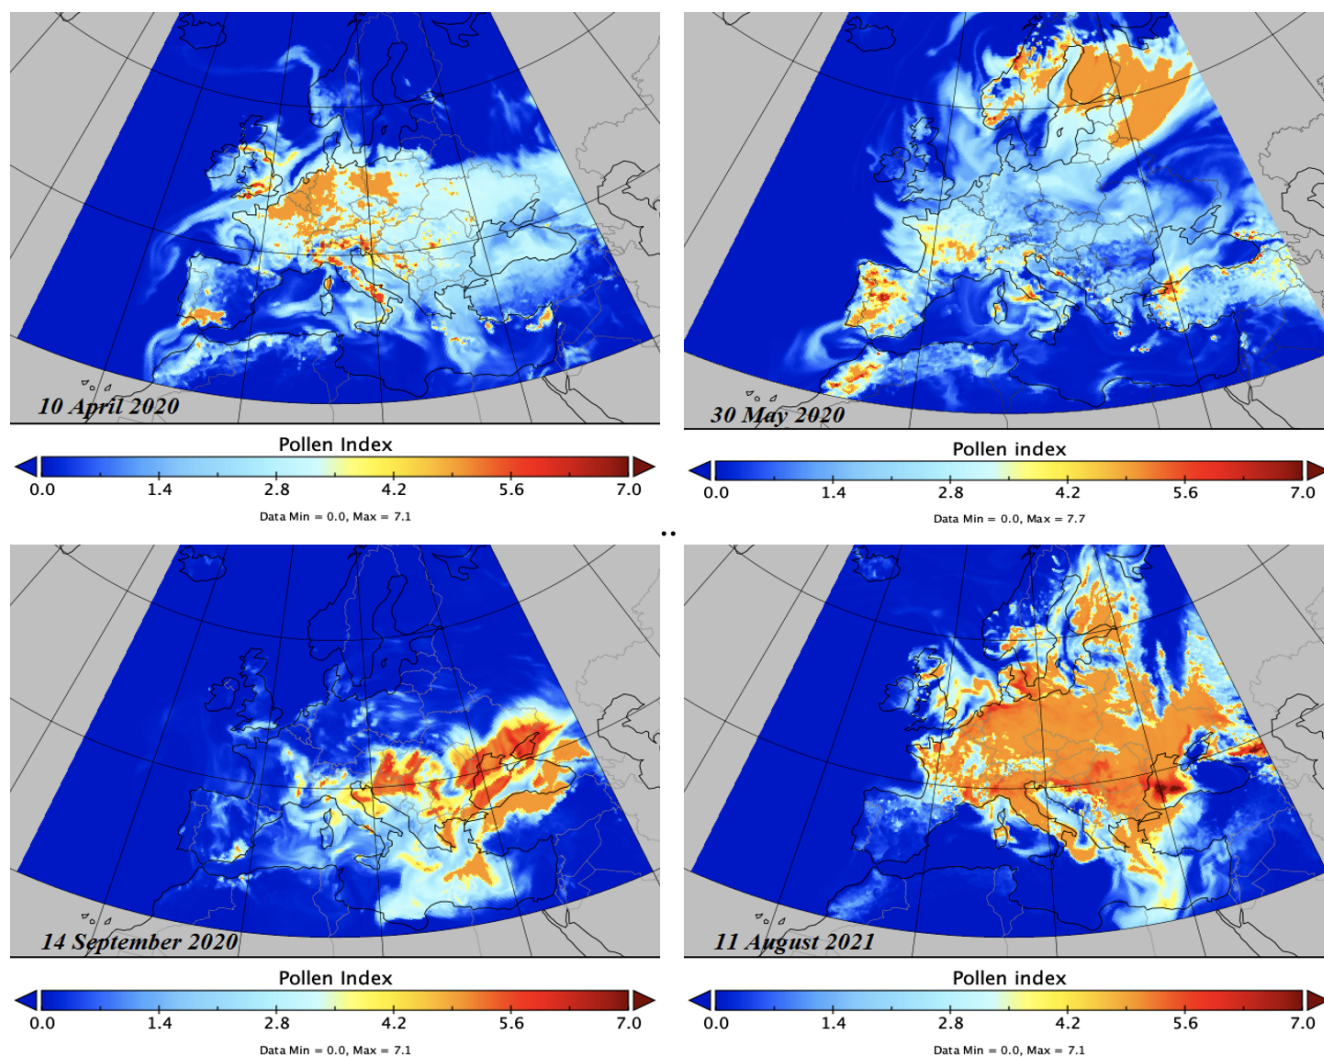 10 April 2020
Pollen Index
0.0 1.4 2.8 4.2 5.6 7.0
Data Min = 0.0, Max = 7.1
30 May 2020
Pollen index
0.0 1.4 2.8 4.2 5.6 7.0
Data Min = 0.0, Max = 7.7
..
14 September 2020
Pollen Index
0.0 1.4 2.8 4.2 5.6 7.0
Data Min = 0.0, Max = 7.1
11 August 2021
Pollen index
0.0 1.4 2.8 4.2 5.6 7.0
Data Min = 0.0, Max = 7.1